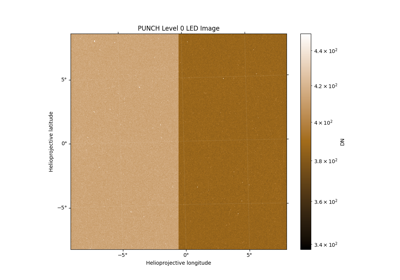 PUNCH Level 0 LED Image
4.4 × 10²
5°
4.2 × 10²
Helioprojective latitude
4 × 10²
0°
DN
3.8 × 10²
3.6 × 10²
−5°
3.4 × 10²
−5°
0°
5°
Helioprojective longitude